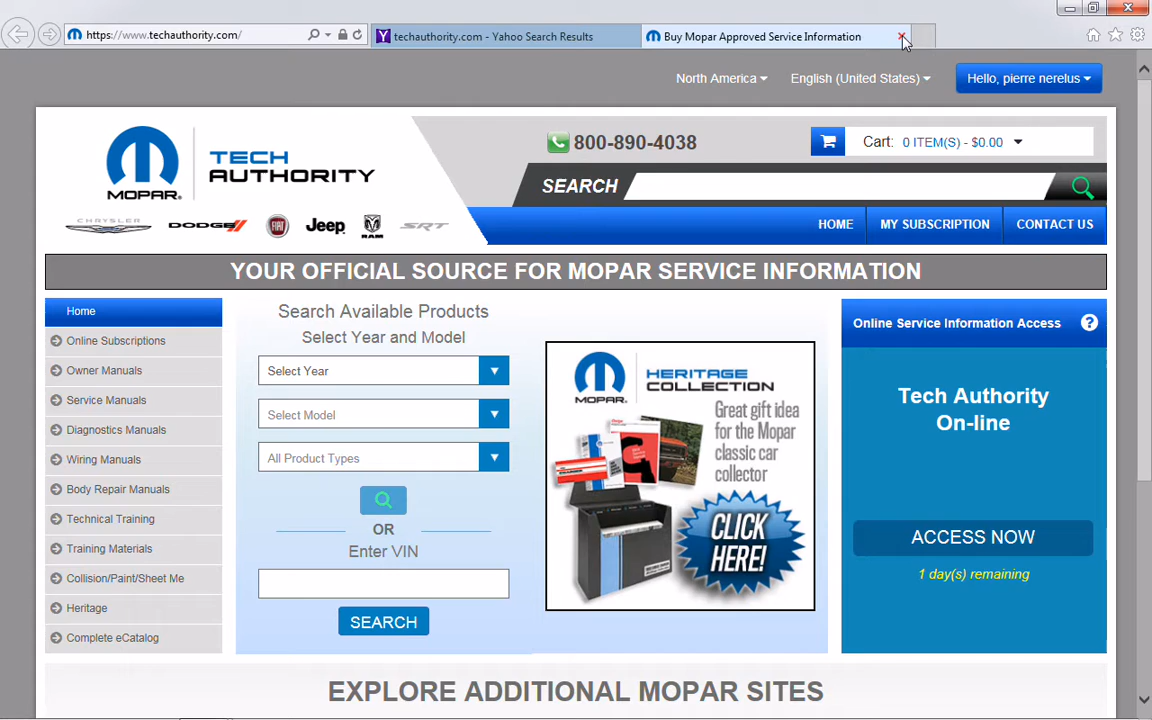 https://www.techauthority.com/
techauthority.com - Yahoo Search Results
Buy Mopar Approved Service Information
North America
English (United States)
Hello, pierre nerelus
MOPAR
TECH
AUTHORITY
800-890-4038
Cart: 0 ITEM(S) - $0.00
SEARCH
CHRYSLER
DODGE
FIAT
Jeep
RAM
SRT
HOME
MY SUBSCRIPTION
CONTACT US
YOUR OFFICIAL SOURCE FOR MOPAR SERVICE INFORMATION
Home
Online Subscriptions
Owner Manuals
Service Manuals
Diagnostics Manuals
Wiring Manuals
Body Repair Manuals
Technical Training
Training Materials
Collision/Paint/Sheet Me
Heritage
Complete eCatalog
Search Available Products
Select Year and Model
Select Year
Select Model
All Product Types
OR
Enter VIN
SEARCH
MOPAR
HERITAGE
COLLECTION
Great gift idea
for the Mopar
classic car
collector
CLICK
HERE!
Online Service Information Access
?
Tech Authority
On-line
ACCESS NOW
1 day(s) remaining
EXPLORE ADDITIONAL MOPAR SITES